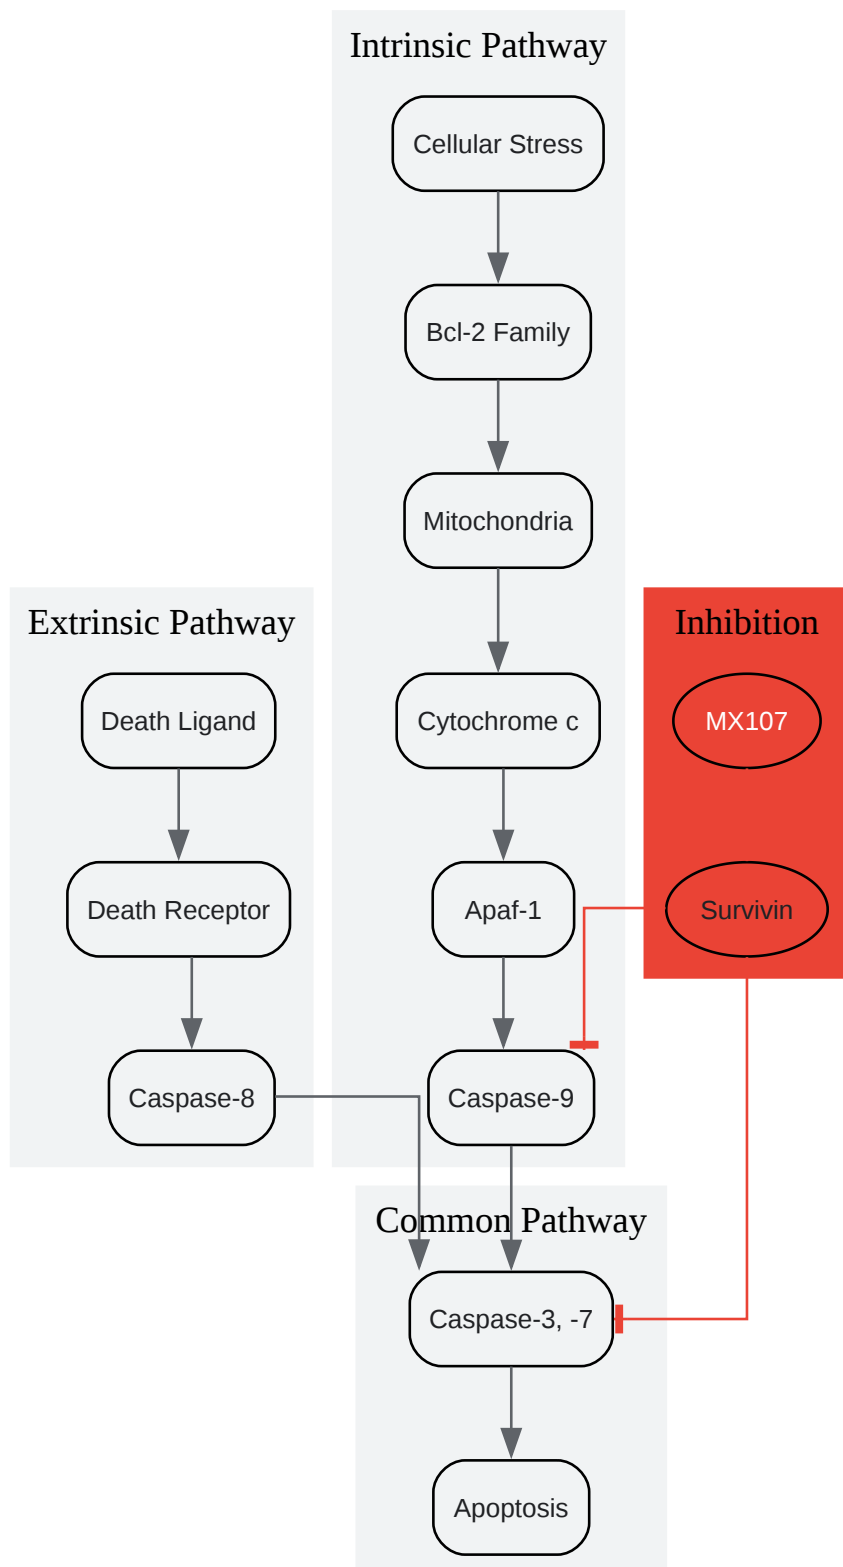 Intrinsic Pathway
Cellular Stress
Bcl-2 Family
Mitochondria
Cytochrome c
Apaf-1
Caspase-9
Extrinsic Pathway
Death Ligand
Death Receptor
Caspase-8
Inhibition
MX107
Survivin
Common Pathway
Caspase-3, -7
Apoptosis